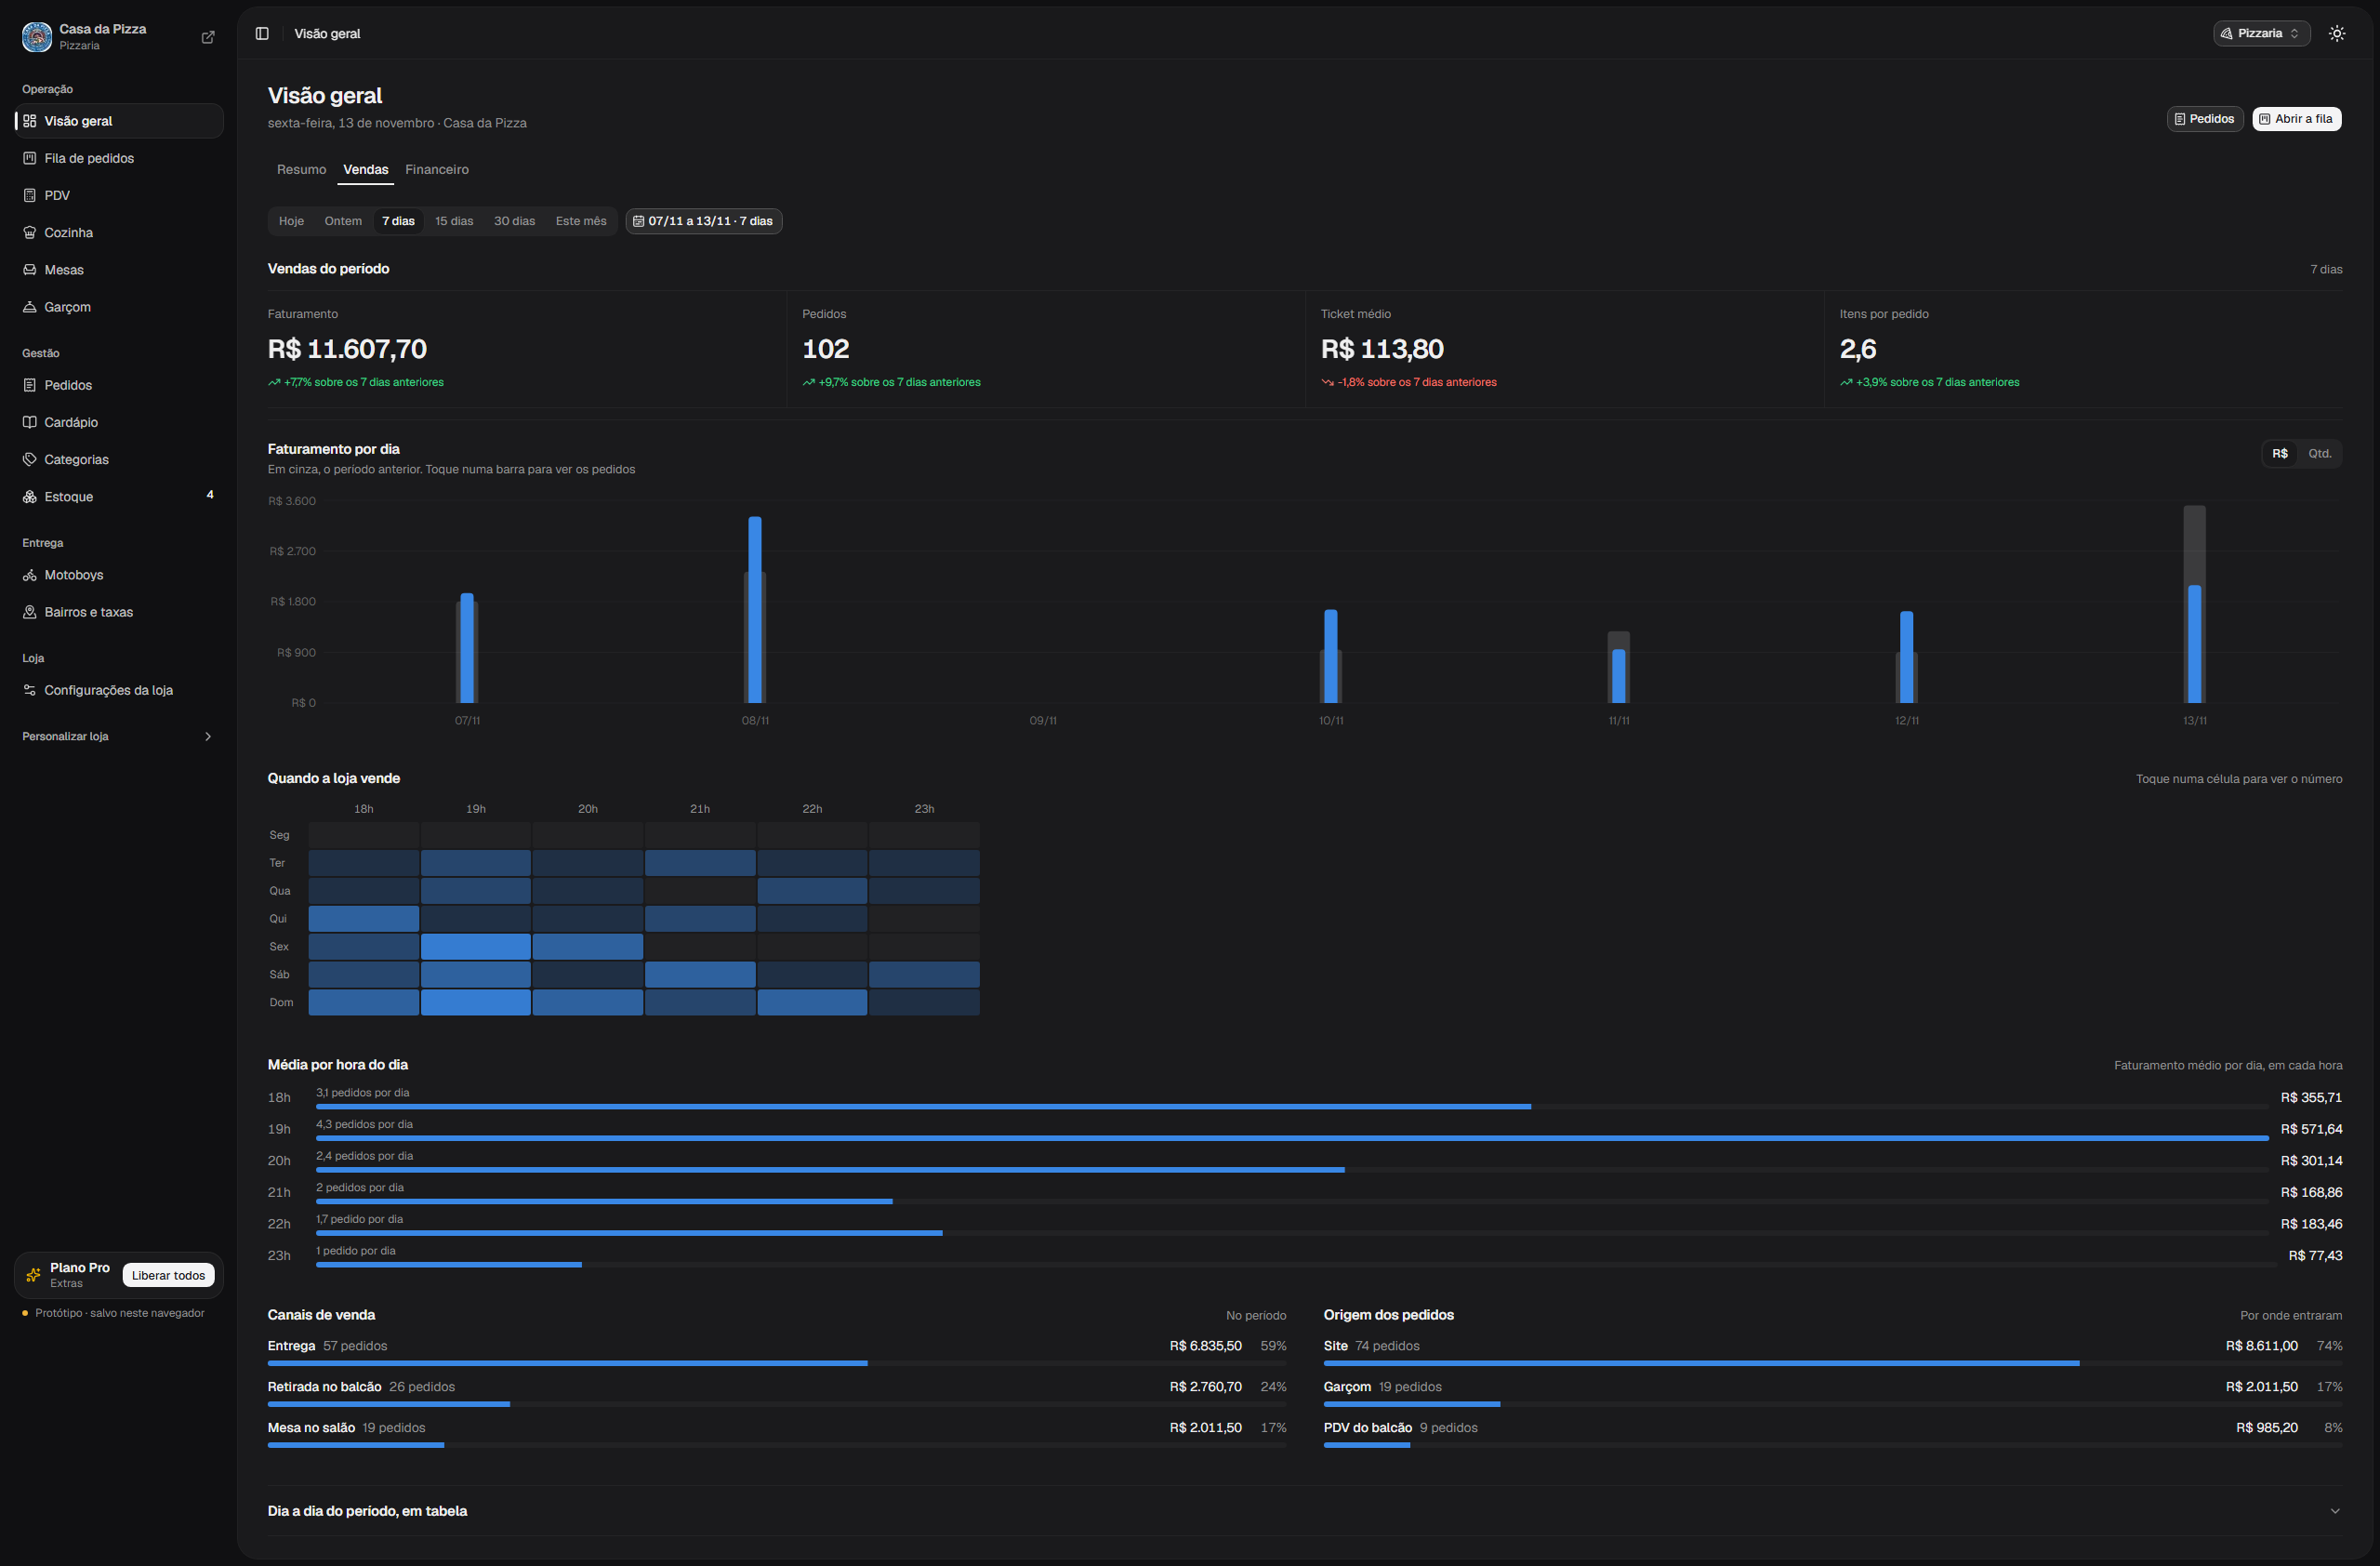 Casa da Pizza
Pizzaria
Operação
Visão geral
Fila de pedidos
PDV
Cozinha
Mesas
Garçom
Gestão
Pedidos
Cardápio
Categorias
Estoque 4
Entrega
Motoboys
Bairros e taxas
Loja
Configurações da loja
Personalizar loja
Plano Pro
Extras
Liberar todos
Protótipo · salvo neste navegador
Visão geral
Pizzaria
Visão geral
sexta-feira, 13 de novembro · Casa da Pizza
Pedidos Abrir a fila
Resumo Vendas Financeiro
Hoje Ontem 7 dias 15 dias 30 dias Este mês 07/11 a 13/11 · 7 dias
Vendas do período 7 dias
Faturamento
R$ 11.607,70
+7,7% sobre os 7 dias anteriores
Pedidos
102
+9,7% sobre os 7 dias anteriores
Ticket médio
R$ 113,80
-1,8% sobre os 7 dias anteriores
Itens por pedido
2,6
+3,9% sobre os 7 dias anteriores
Faturamento por dia
Em cinza, o período anterior. Toque numa barra para ver os pedidos
R$ Qtd.
R$ 3.600
R$ 2.700
R$ 1.800
R$ 900
R$ 0
07/11 08/11 09/11 10/11 11/11 12/11 13/11
Quando a loja vende Toque numa célula para ver o número
18h 19h 20h 21h 22h 23h
Seg
Ter
Qua
Qui
Sex
Sáb
Dom
Média por hora do dia Faturamento médio por dia, em cada hora
18h 3,1 pedidos por dia R$ 355,71
19h 4,3 pedidos por dia R$ 571,64
20h 2,4 pedidos por dia R$ 301,14
21h 2 pedidos por dia R$ 168,86
22h 1,7 pedido por dia R$ 183,46
23h 1 pedido por dia R$ 77,43
Canais de venda No período
Entrega 57 pedidos R$ 6.835,50 59%
Retirada no balcão 26 pedidos R$ 2.760,70 24%
Mesa no salão 19 pedidos R$ 2.011,50 17%
Origem dos pedidos Por onde entraram
Site 74 pedidos R$ 8.611,00 74%
Garçom 19 pedidos R$ 2.011,50 17%
PDV do balcão 9 pedidos R$ 985,20 8%
Dia a dia do período, em tabela